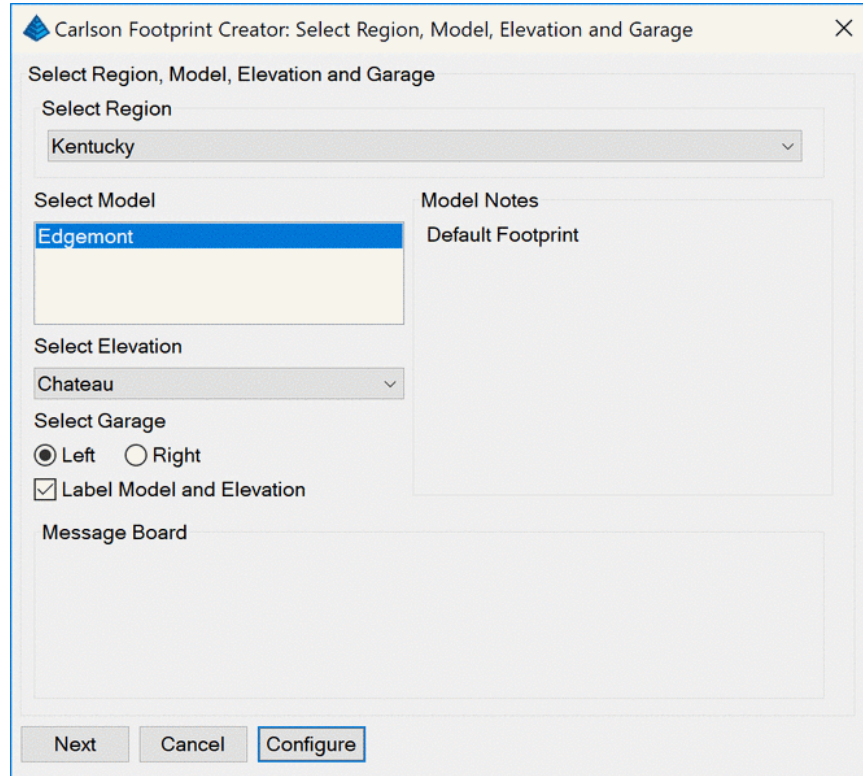 Carlson Footprint Creator: Select Region, Model, Elevation and Garage
Select Region, Model, Elevation and Garage
Select Region
Kentucky
Select Model
Edgemont
Model Notes
Default Footprint
Select Elevation
Chateau
Select Garage
Left Right
Label Model and Elevation
Message Board
Next Cancel Configure